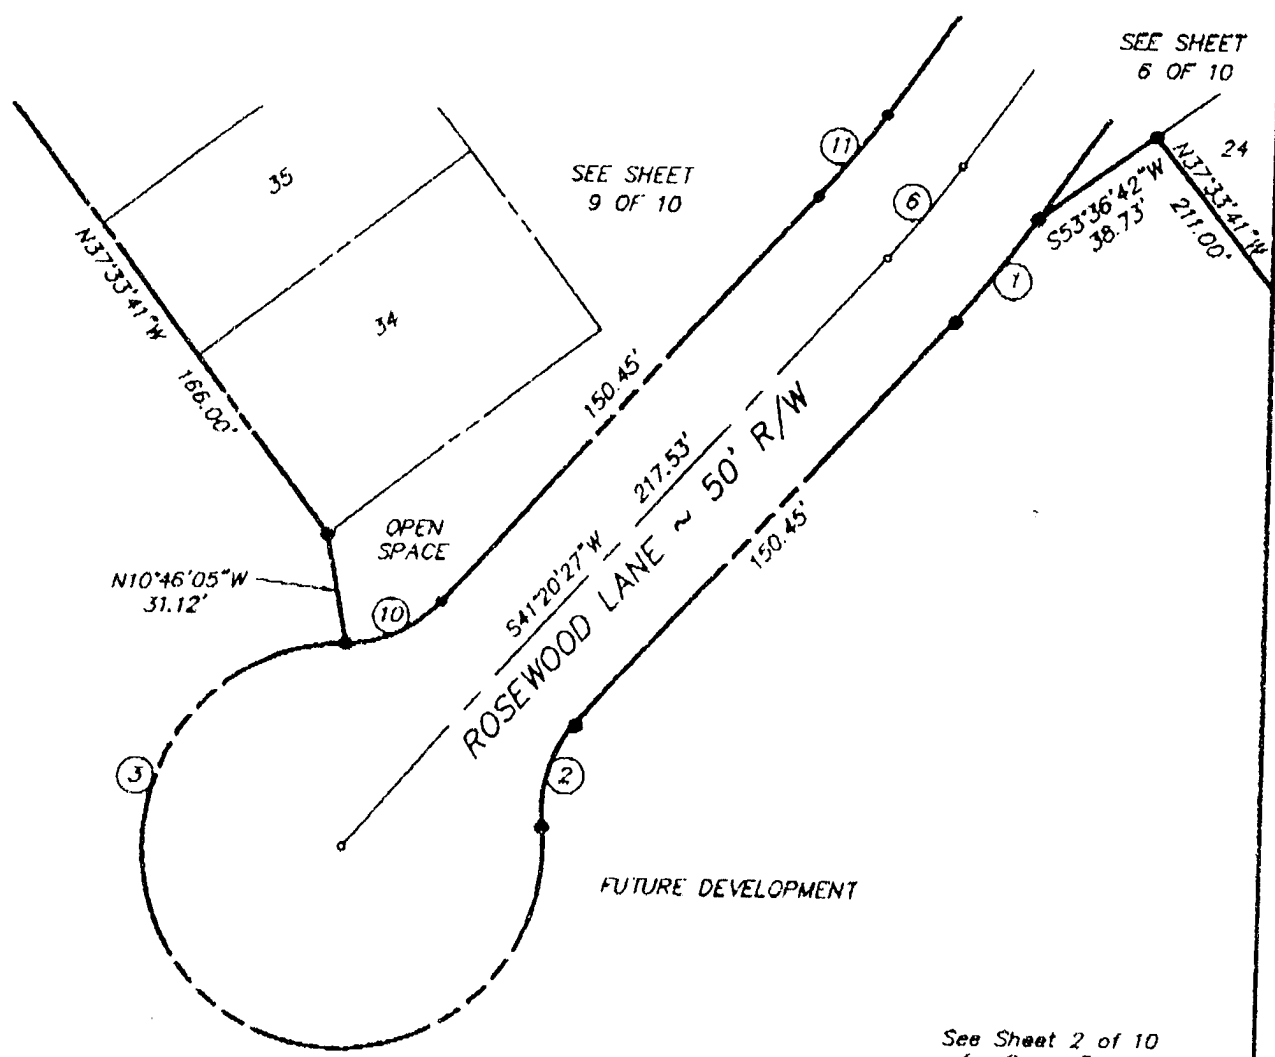 SEE SHEET
6 OF 10
11
24
35
SEE SHEET
9 OF 10
N37°33'41"W
211.00'
6
S53°36'42"W
38.73'
N37°33'41"W
166.00'
1
34
150.45'
217.53'
S41°20'27"W
ROSEWOOD LANE ~ 50' R/W
150.45'
OPEN
SPACE
N10°46'05"W
31.12'
10
3
2
FUTURE DEVELOPMENT
See Sheet 2 of 10